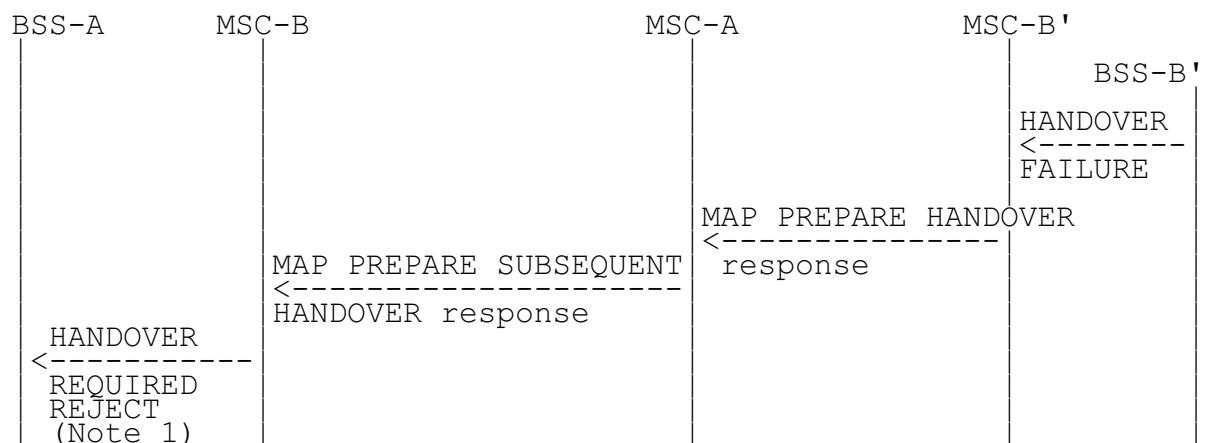 BSS-A MSC-B MSC-A MSC-B'
BSS-B'
HANDOVER
FAILURE
MAP PREPARE HANDOVER
MAP PREPARE SUBSEQUENT response
HANDOVER response
HANDOVER
REQUIRED
REJECT
(Note 1)